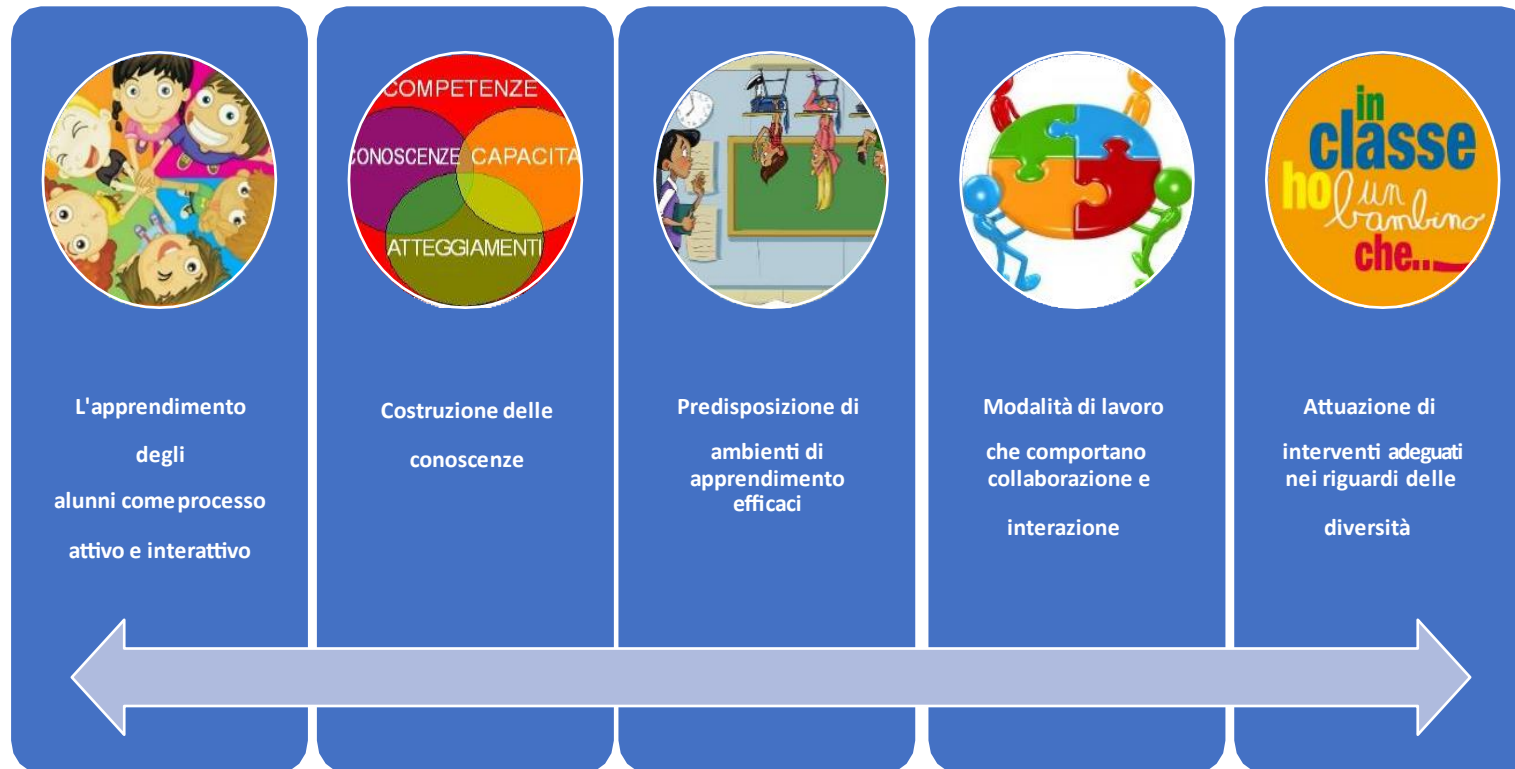 L'apprendimento
degli
alunni come processo
attivo e interattivo
COMPETENZE
CONOSCENZE CAPACITA
ATTEGGIAMENTI
Costruzione delle
conoscenze
Predisposizione di
ambienti di
apprendimento
efficaci
Modalità di lavoro
che comportano
collaborazione e
interazione
in
classe
ho un
bambino
che...
Attuazione di
interventi adeguati
nei riguardi delle
diversità